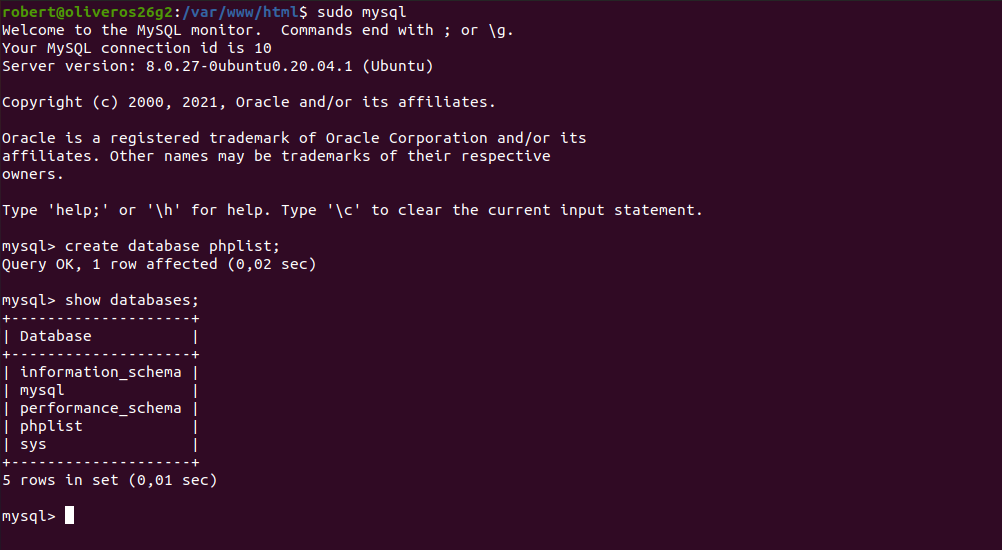 robert@oliveros26g2:/var/www/html$ sudo mysql
Welcome to the MySQL monitor.  Commands end with ; or \g.
Your MySQL connection id is 10
Server version: 8.0.27-0ubuntu0.20.04.1 (Ubuntu)

Copyright (c) 2000, 2021, Oracle and/or its affiliates.

Oracle is a registered trademark of Oracle Corporation and/or its
affiliates. Other names may be trademarks of their respective
owners.

Type 'help;' or '\h' for help. Type '\c' to clear the current input statement.

mysql> create database phplist;
Query OK, 1 row affected (0,02 sec)

mysql> show databases;
+--------------------+
| Database           |
+--------------------+
| information_schema |
| mysql              |
| performance_schema |
| phplist            |
| sys                |
+--------------------+
5 rows in set (0,01 sec)

mysql>